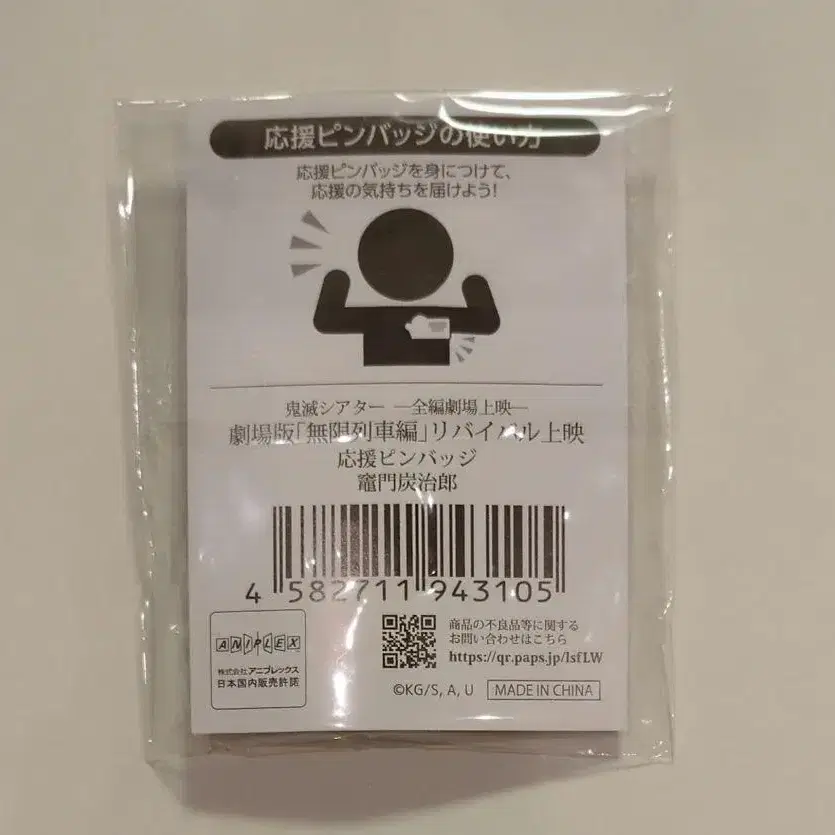 応援ピンバッジの使い方
応援ピンバッジを身につけて、
応援の気持ちを届けよう!
鬼滅シアター ―全編劇場上映―
劇場版「無限列車編」リバイバル上映
応援ピンバッジ
竈門炭治郎
4 582711 943105
ANIPLEX
株式会社アニプレックス
日本国内販売許諾
商品の不良品等に関する
お問い合わせはこちら
https://qr.paps.jp/lsfLW
©KG/S, A, U
MADE IN CHINA